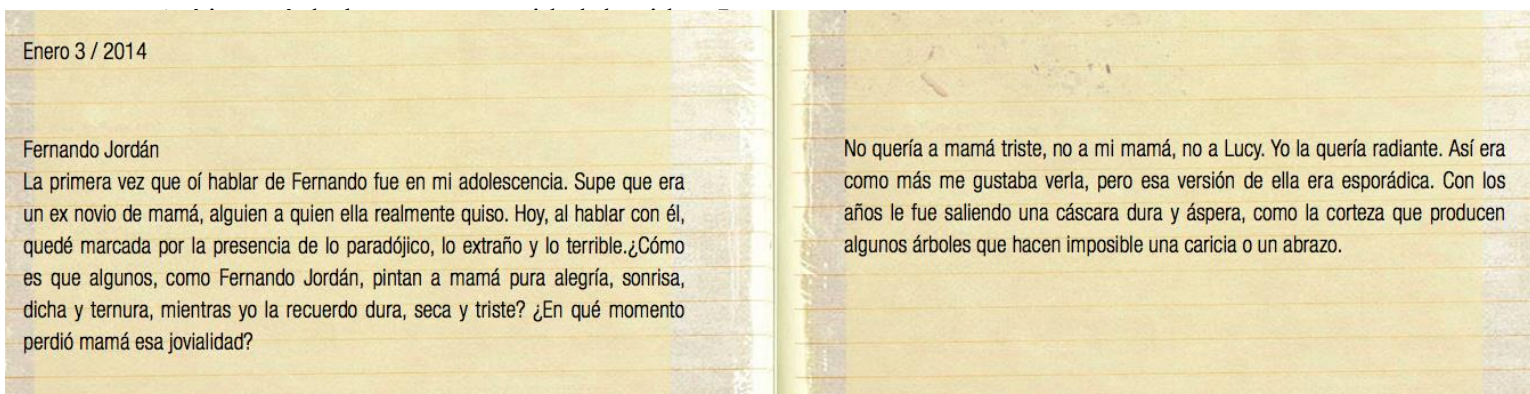 Enero 3 / 2014
Fernando Jordán
La primera vez que oí hablar de Fernando fue en mi adolescencia. Supe que era
un ex novio de mamá, alguien a quien ella realmente quiso. Hoy, al hablar con él,
quedé marcada por la presencia de lo paradójico, lo extraño y lo terrible.¿Cómo
es que algunos, como Fernando Jordán, pintan a mamá pura alegría, sonrisa,
dicha y ternura, mientras yo la recuerdo dura, seca y triste? ¿En qué momento
perdió mamá esa jovialidad?
No quería a mamá triste, no a mi mamá, no a Lucy. Yo la quería radiante. Así era
como más me gustaba verla, pero esa versión de ella era esporádica. Con los
años le fue saliendo una cáscara dura y áspera, como la corteza que producen
algunos árboles que hacen imposible una caricia o un abrazo.